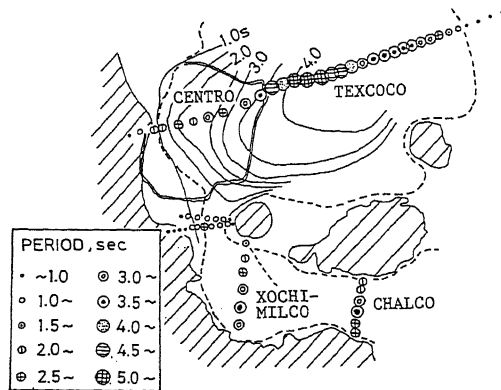 1.0s
2.0
3.0
4.0
CENTRO
TEXCOCO
XOCHI-
MILCO
CHALCO
PERIOD, sec
~1.0
1.0~
1.5~
2.0~
2.5~
3.0~
3.5~
4.0~
4.5~
5.0~